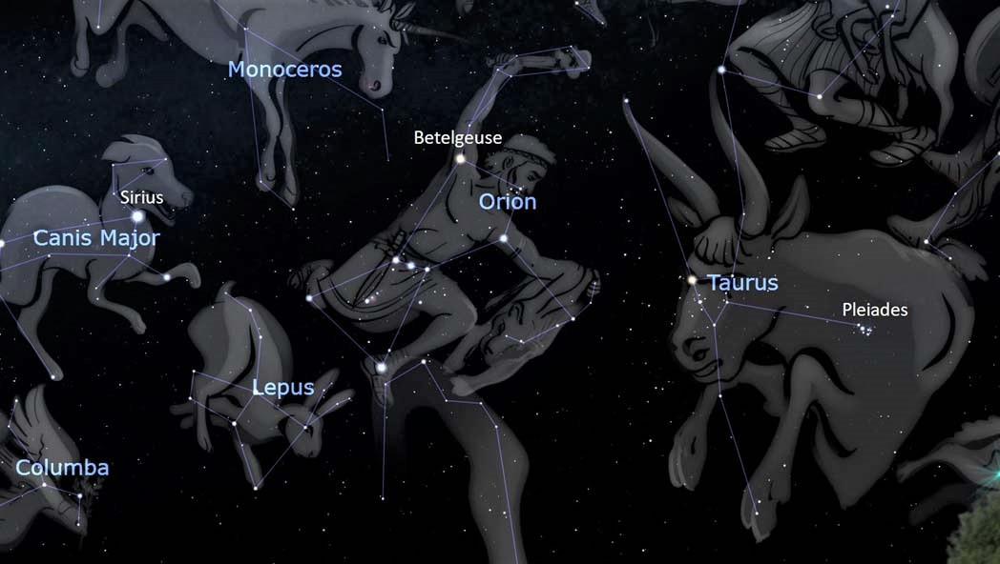 Monoceros
Betelgeuse
Sirius
Orion
Canis Major
Taurus
Pleiades
Lepus
Columba